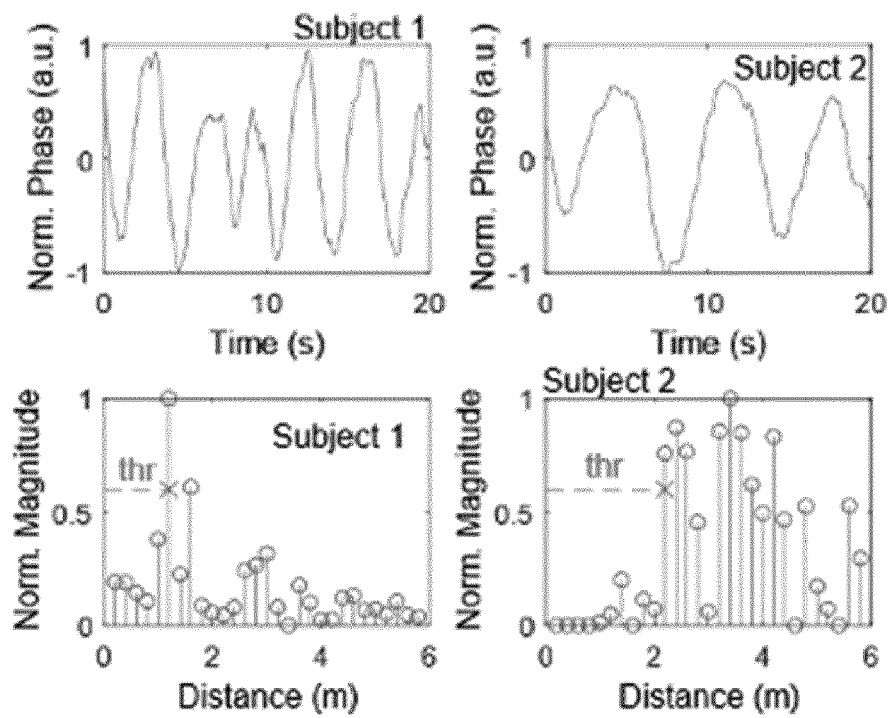 Subject 1
Norm. Phase (a.u.)
1
0
-1
0
10
20
Time (s)
Subject 2
Norm. Phase (a.u.)
1
0
-1
0
10
20
Time (s)
Subject 1
thr
Norm. Magnitude
1
0.5
0
0
2
4
6
Distance (m)
Subject 2
thr
Norm. Magnitude
1
0.5
0
0
2
4
6
Distance (m)